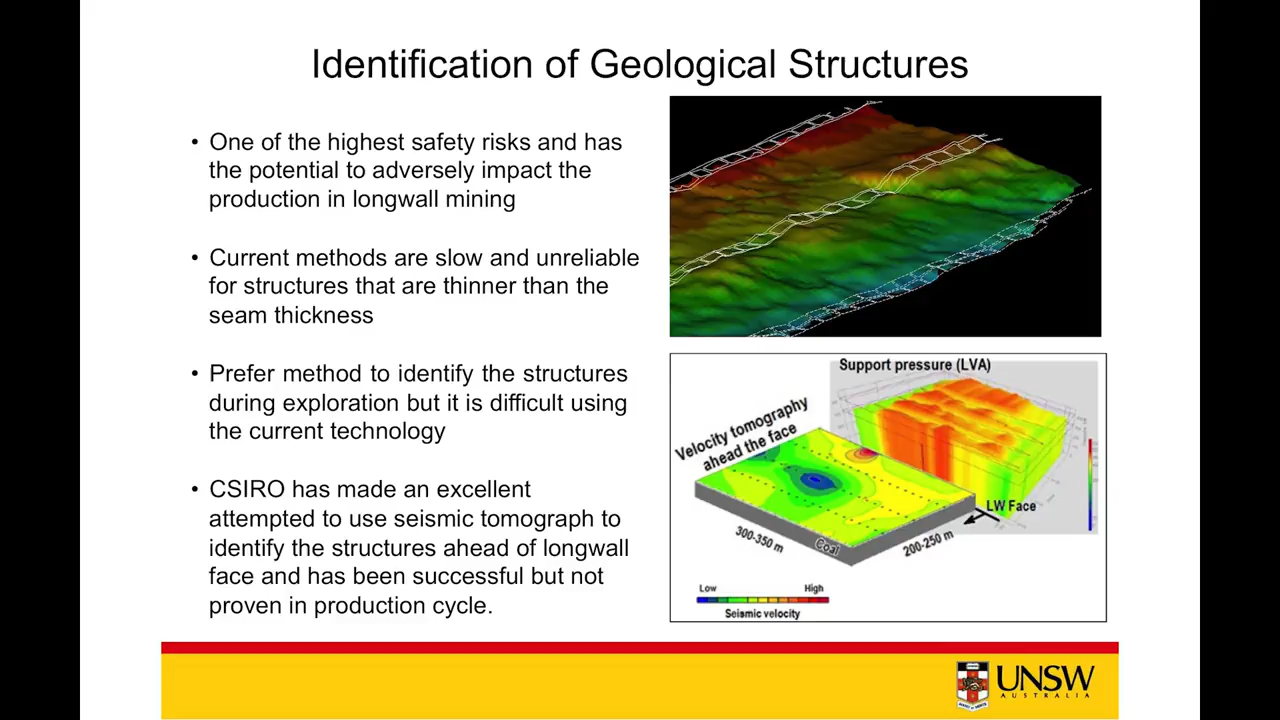 Identification of Geological Structures
• One of the highest safety risks and has
the potential to adversely impact the
production in longwall mining
• Current methods are slow and unreliable
for structures that are thinner than the
seam thickness
• Prefer method to identify the structures
during exploration but it is difficult using
the current technology
• CSIRO has made an excellent
attempted to use seismic tomograph to
identify the structures ahead of longwall
face and has been successful but not
proven in production cycle.
Support pressure (LVA)
Velocity tomography
ahead the face
LW Face
300-350 m
Coal
200-250 m
Low
High
Seismic velocity
UNSW
AUSTRALIA